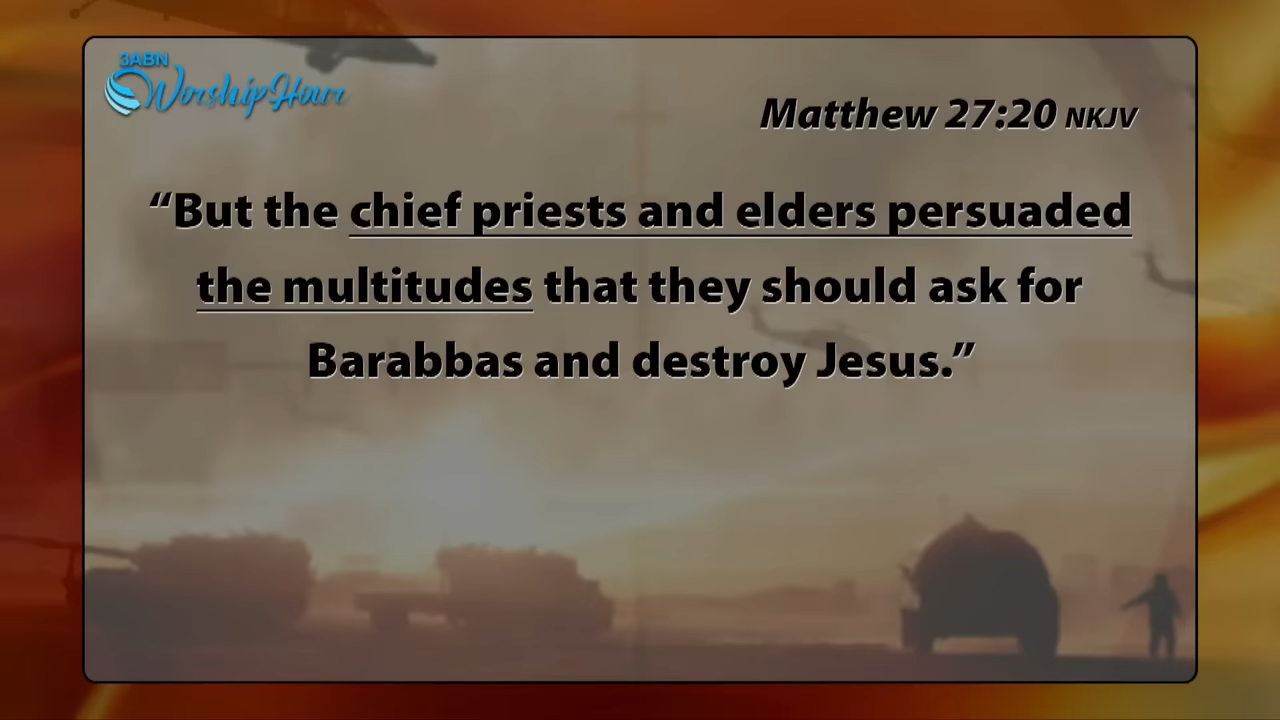 3ABN
Worship Hour
Matthew 27:20 NKJV
“But the chief priests and elders persuaded
the multitudes that they should ask for
Barabbas and destroy Jesus.”